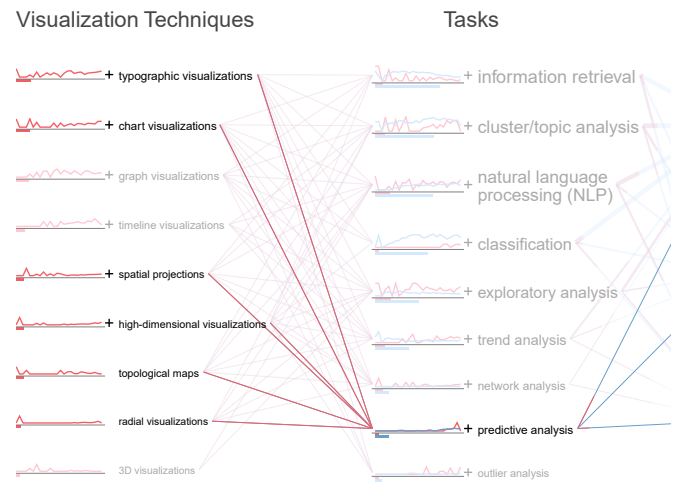 Visualization Techniques
Tasks
+ typographic visualizations
+ chart visualizations
+ graph visualizations
+ timeline visualizations
+ spatial projections
+ high-dimensional visualizations
topological maps
radial visualizations
3D visualizations
+ information retrieval
+ cluster/topic analysis
+ natural language
processing (NLP)
+ classification
+ exploratory analysis
+ trend analysis
+ network analysis
+ predictive analysis
+ outlier analysis